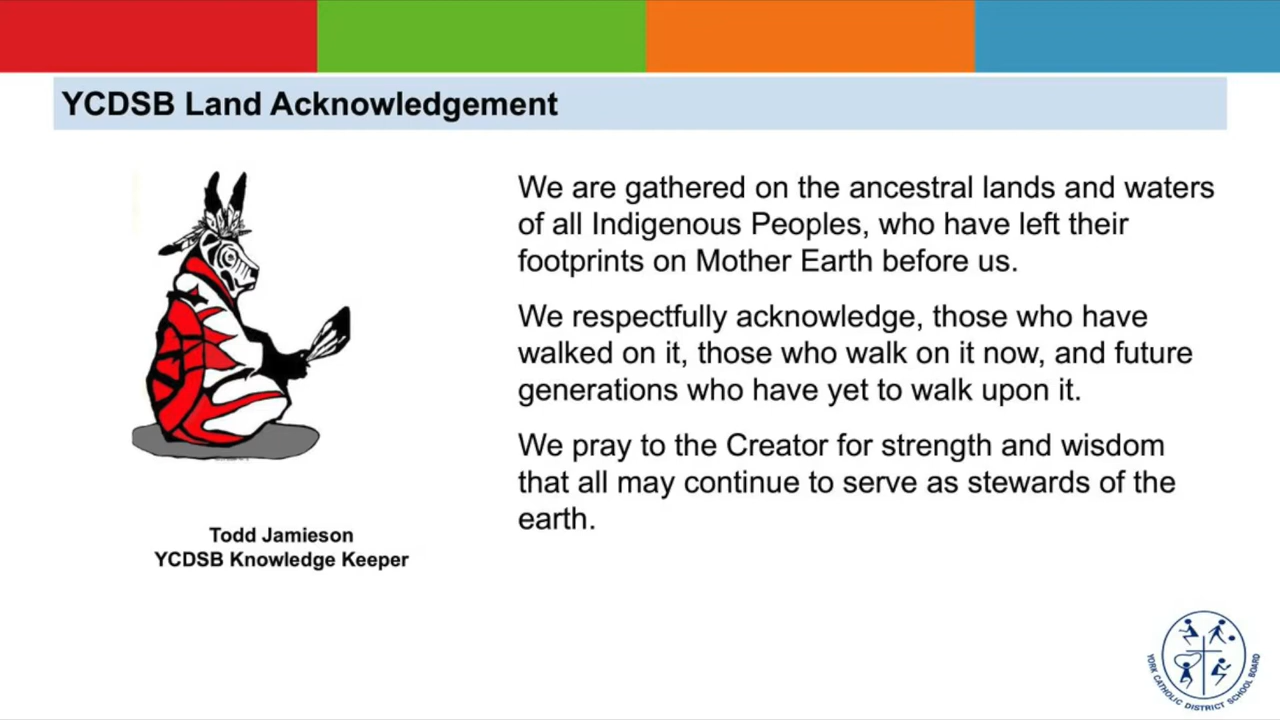 YCDSB Land Acknowledgement
We are gathered on the ancestral lands and waters
of all Indigenous Peoples, who have left their
footprints on Mother Earth before us.
We respectfully acknowledge, those who have
walked on it, those who walk on it now, and future
generations who have yet to walk upon it.
We pray to the Creator for strength and wisdom
that all may continue to serve as stewards of the
earth.
Todd Jamieson
YCDSB Knowledge Keeper
YORK CATHOLIC DISTRICT SCHOOL BOARD